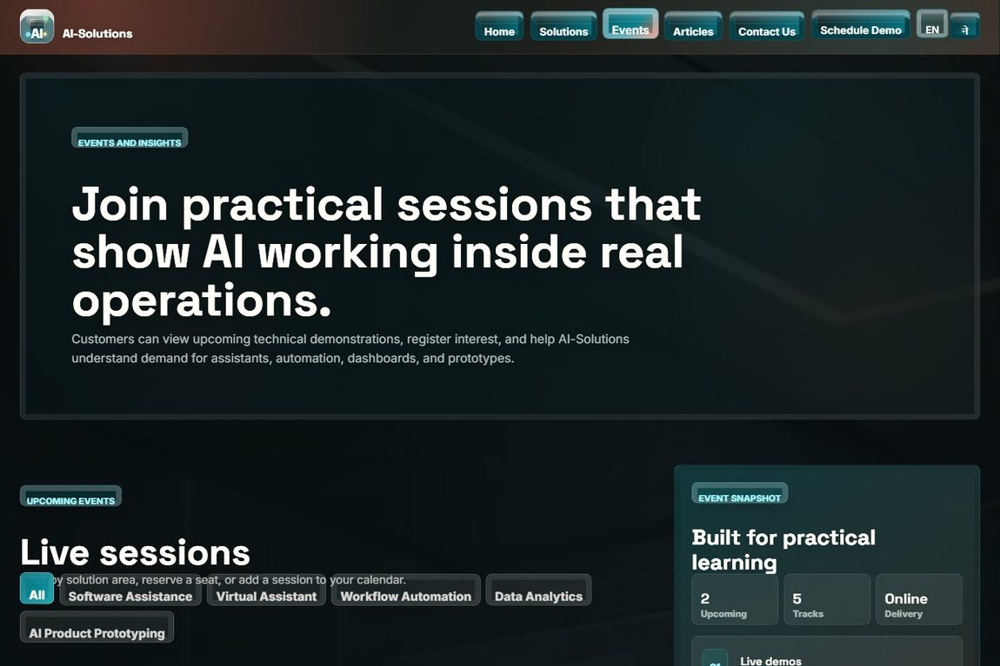 AI
AI-Solutions
Home
Solutions
Events
Articles
Contact Us
Schedule Demo
EN
ने
EVENTS AND INSIGHTS
Join practical sessions that
show AI working inside real
operations.
Customers can view upcoming technical demonstrations, register interest, and help AI-Solutions
understand demand for assistants, automation, dashboards, and prototypes.
UPCOMING EVENTS
Live sessions
by solution area, reserve a seat, or add a session to your calendar.
All
Software Assistance
Virtual Assistant
Workflow Automation
Data Analytics
AI Product Prototyping
EVENT SNAPSHOT
Built for practical
learning
2
Upcoming
5
Tracks
Online
Delivery
Live demos